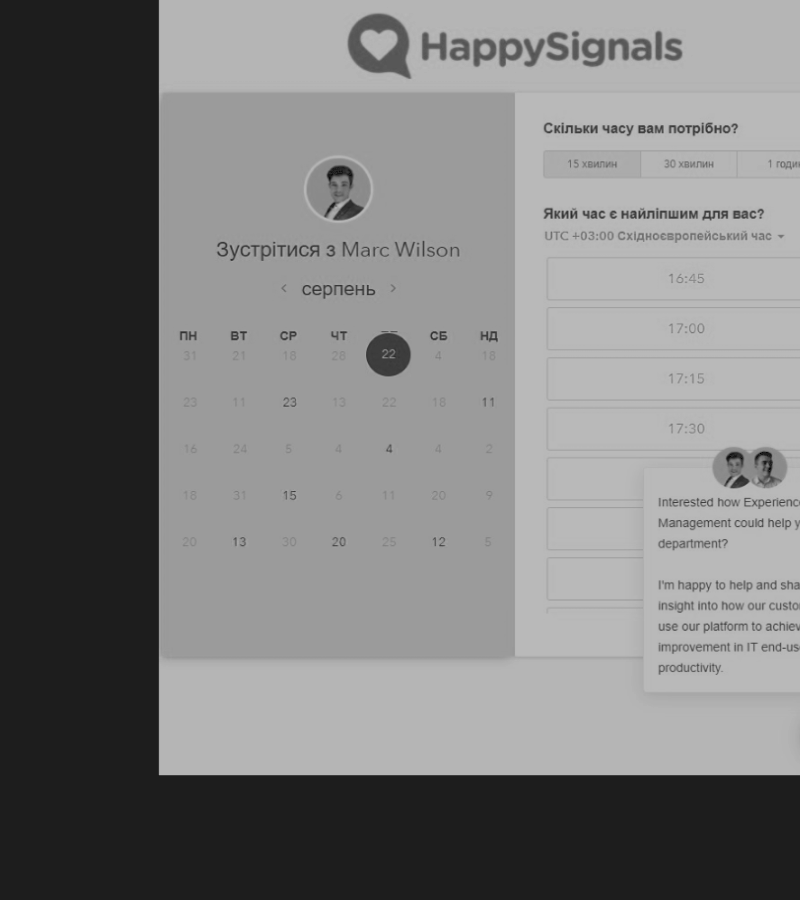 HappySignals
Зустрітися з Marc Wilson
серпень
ПН ВТ СР ЧТ СБ НД
31 21 18 28 22 4 18
23 11 23 13 22 18 11
16 24 5 4 4 4 2
18 31 15 6 11 20 9
20 13 30 20 25 12 5
Скільки часу вам потрібно?
15 хвилин 30 хвилин 1 годин
Який час є найліпшим для вас?
UTC +03:00 Східноєвропейський час
16:45
17:00
17:15
17:30
Interested how Experienc
Management could help y
department?
I'm happy to help and sha
insight into how our custo
use our platform to achiev
improvement in IT end-us
productivity.